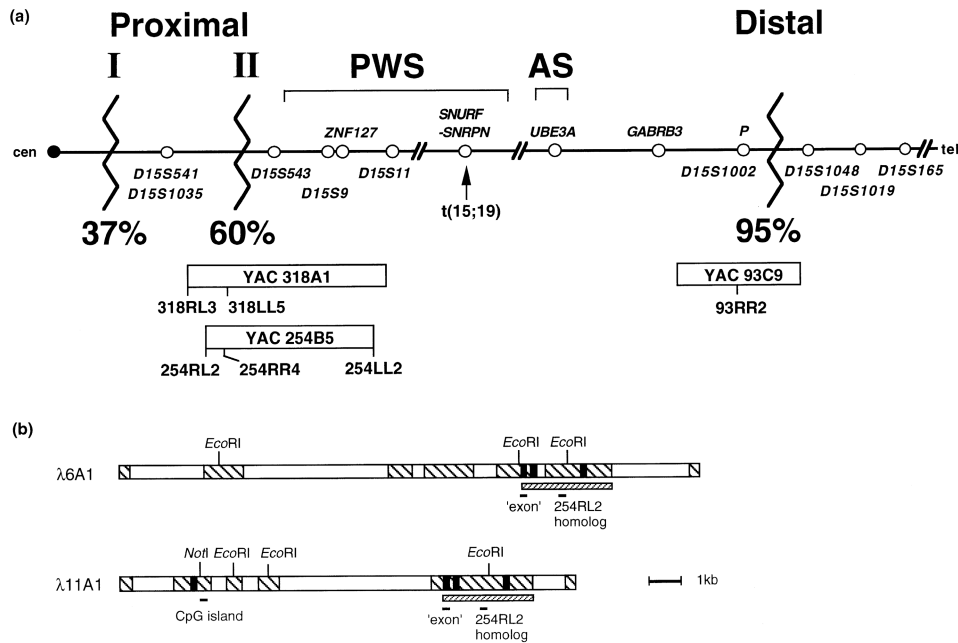 (a)
Proximal
Distal
I
II
PWS
AS
SNURF
-SNRPN
ZNF127
UBE3A
GABRB3
P
cen
tel
D15S541
D15S1035
D15S543
D15S9
D15S11
D15S1002
D15S1048
D15S1019
D15S165
t(15;19)
37%
60%
95%
YAC 318A1
318RL3
318LL5
YAC 93C9
93RR2
YAC 254B5
254RL2
254RR4
254LL2
(b)
EcoRI
EcoRI
EcoRI
λ6A1
'exon'
254RL2
homolog
NotI
EcoRI
EcoRI
EcoRI
λ11A1
CpG island
'exon'
254RL2
homolog
1kb